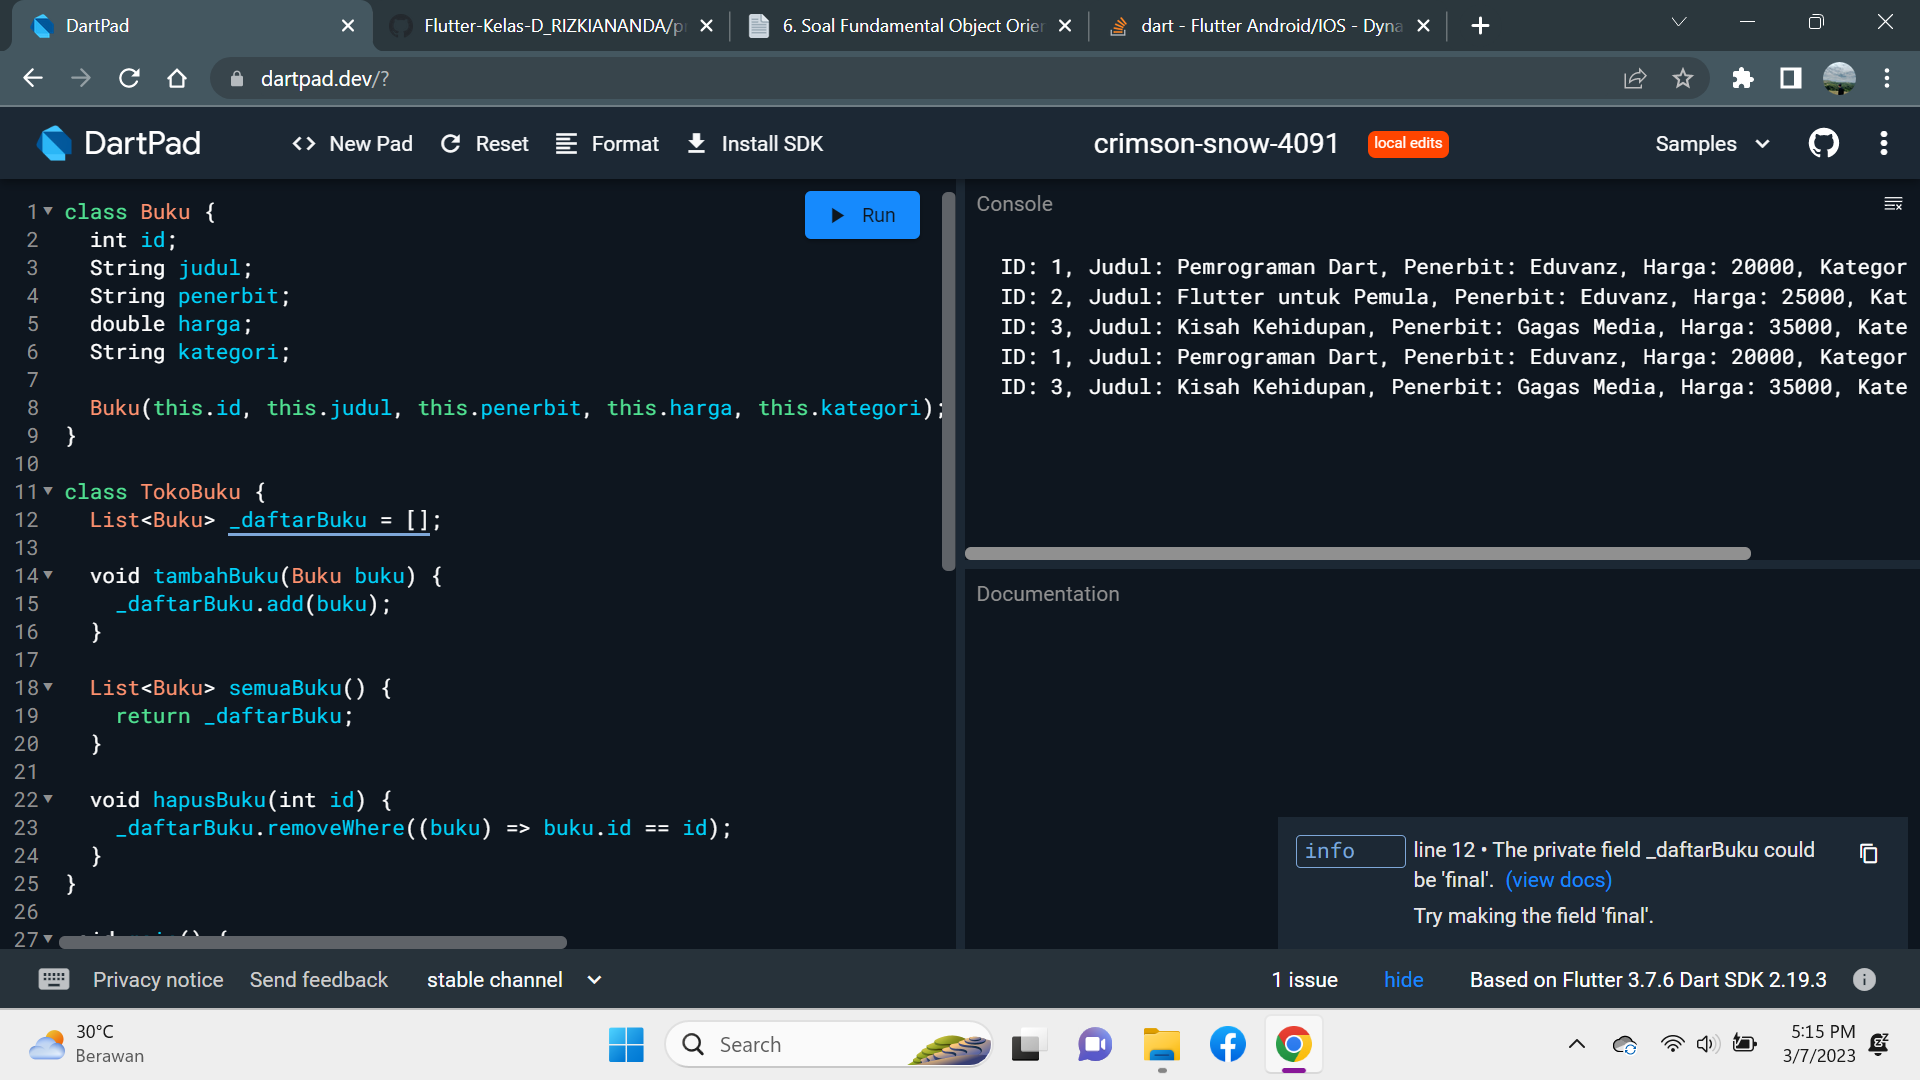 DartPad
Flutter-Kelas-D_RIZKIANANDA/p
6. Soal Fundamental Object Orier
dart - Flutter Android/IOS - Dyna
dartpad.dev/?
DartPad
New Pad
Reset
Format
Install SDK
crimson-snow-4091
local edits
Samples
Run
1 class Buku {
2 int id;
3 String judul;
4 String penerbit;
5 double harga;
6 String kategori;
7
8 Buku(this.id, this.judul, this.penerbit, this.harga, this.kategori);
9 }
10
11 class TokoBuku {
12 List<Buku> _daftarBuku = [];
13
14 void tambahBuku(Buku buku) {
15 _daftarBuku.add(buku);
16 }
17
18 List<Buku> semuaBuku() {
19 return _daftarBuku;
20 }
21
22 void hapusBuku(int id) {
23 _daftarBuku.removeWhere((buku) => buku.id == id);
24 }
25 }
26
27
Console
ID: 1, Judul: Pemrograman Dart, Penerbit: Eduvanz, Harga: 20000, Kategor
ID: 2, Judul: Flutter untuk Pemula, Penerbit: Eduvanz, Harga: 25000, Kat
ID: 3, Judul: Kisah Kehidupan, Penerbit: Gagas Media, Harga: 35000, Kate
ID: 1, Judul: Pemrograman Dart, Penerbit: Eduvanz, Harga: 20000, Kategor
ID: 3, Judul: Kisah Kehidupan, Penerbit: Gagas Media, Harga: 35000, Kate
Documentation
info
line 12 • The private field _daftarBuku could
be 'final'. (view docs)
Try making the field 'final'.
Privacy notice
Send feedback
stable channel
1 issue
hide
Based on Flutter 3.7.6 Dart SDK 2.19.3
30°C
Berawan
Search
5:15 PM
3/7/2023